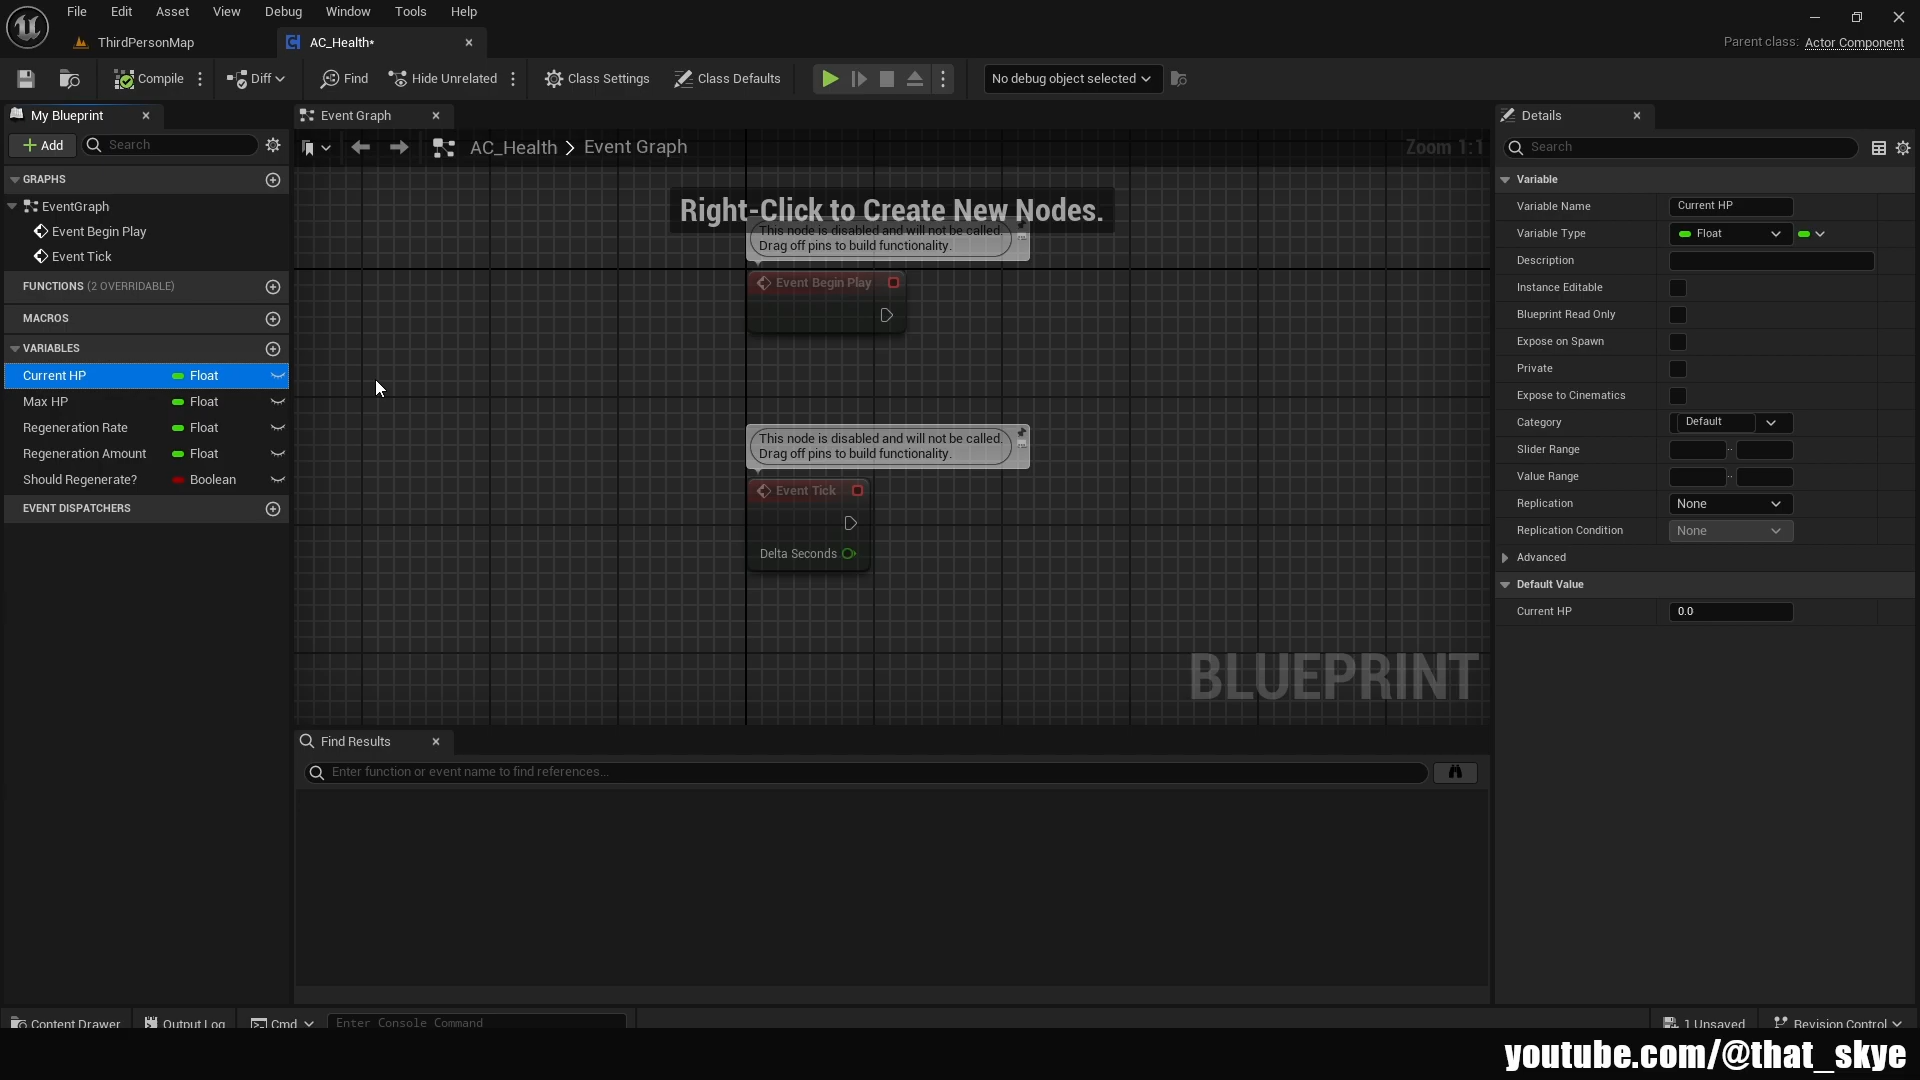 File Edit Asset View Debug Window Tools Help
ThirdPersonMap
AC_Health*
Parent class: Actor Component
Compile
Diff
Find
Hide Unrelated
Class Settings
Class Defaults
No debug object selected
My Blueprint
Add
Search
GRAPHS
EventGraph
Event Begin Play
Event Tick
FUNCTIONS (2 OVERRIDABLE)
MACROS
VARIABLES
Current HP Float
Max HP Float
Regeneration Rate Float
Regeneration Amount Float
Should Regenerate? Boolean
EVENT DISPATCHERS
Event Graph
AC_Health > Event Graph
Zoom 1:1
Right-Click to Create New Nodes.
This node is disabled and will not be called.
Drag off pins to build functionality.
Event Begin Play
This node is disabled and will not be called.
Drag off pins to build functionality.
Event Tick
Delta Seconds
BLUEPRINT
Find Results
Enter function or event name to find references...
Details
Search
Variable
Variable Name Current HP
Variable Type Float
Description
Instance Editable
Blueprint Read Only
Expose on Spawn
Private
Expose to Cinematics
Category Default
Slider Range ..
Value Range ..
Replication None
Replication Condition None
Advanced
Default Value
Current HP 0.0
Content Drawer
Output Log
Cmd
Enter Console Command
1 Unsaved
Revision Control
youtube.com/@that_skye